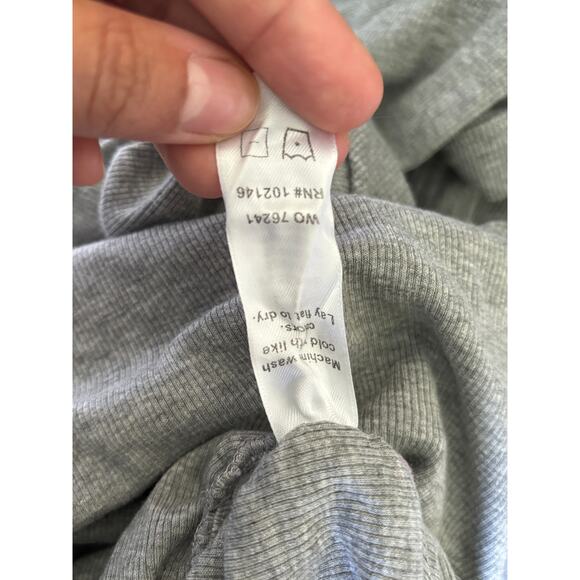 Machine wash
cold with like
colors.
Lay flat to dry.
WO 76241
RN# 102146